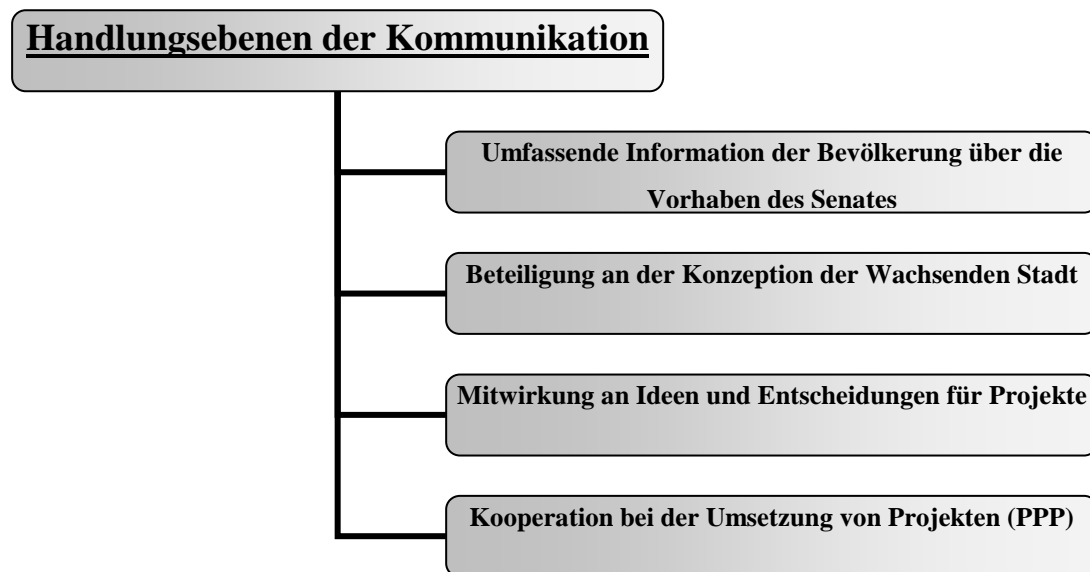 Handlungsebenen der Kommunikation
Umfassende Information der Bevölkerung über die
Vorhaben des Senates
Beteiligung an der Konzeption der Wachsenden Stadt
Mitwirkung an Ideen und Entscheidungen für Projekte
Kooperation bei der Umsetzung von Projekten (PPP)